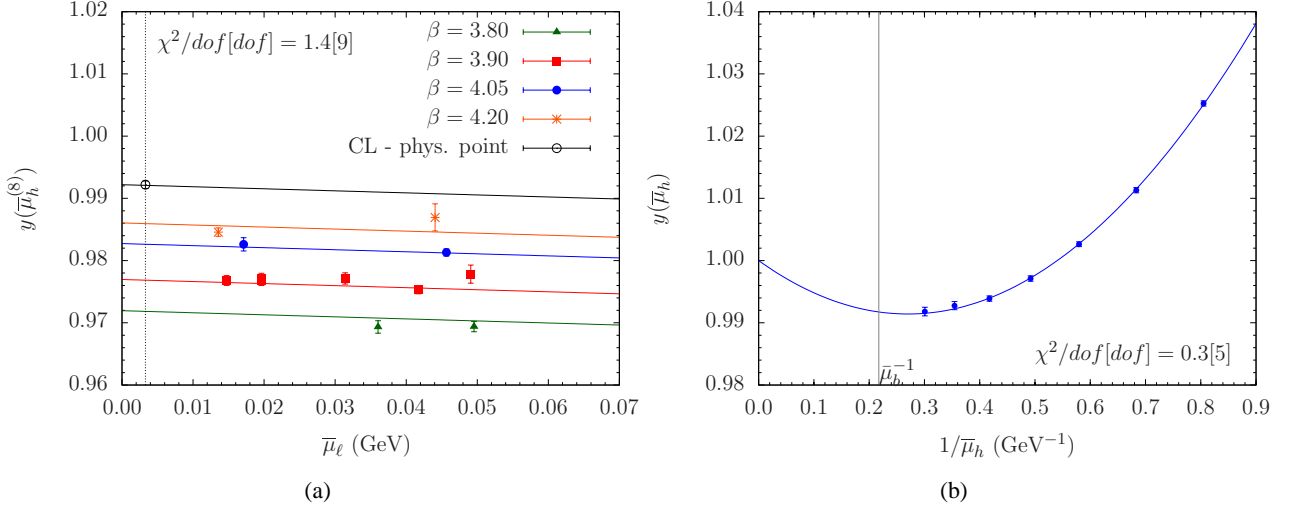 χ²/dof[dof] = 1.4[9]
β = 3.80
β = 3.90
β = 4.05
β = 4.20
CL - phys. point
1.02
1.01
1.00
0.99
0.98
0.97
0.96
y(μ̅_h^(8))
0.00 0.01 0.02 0.03 0.04 0.05 0.06 0.07
μ̅_ℓ (GeV)
(a)
1.04
1.03
1.02
1.01
1.00
0.99
0.98
y(μ̅_h)
χ²/dof[dof] = 0.3[5]
μ̅_b^−1
0.0 0.1 0.2 0.3 0.4 0.5 0.6 0.7 0.8 0.9
1/μ̅_h (GeV^−1)
(b)